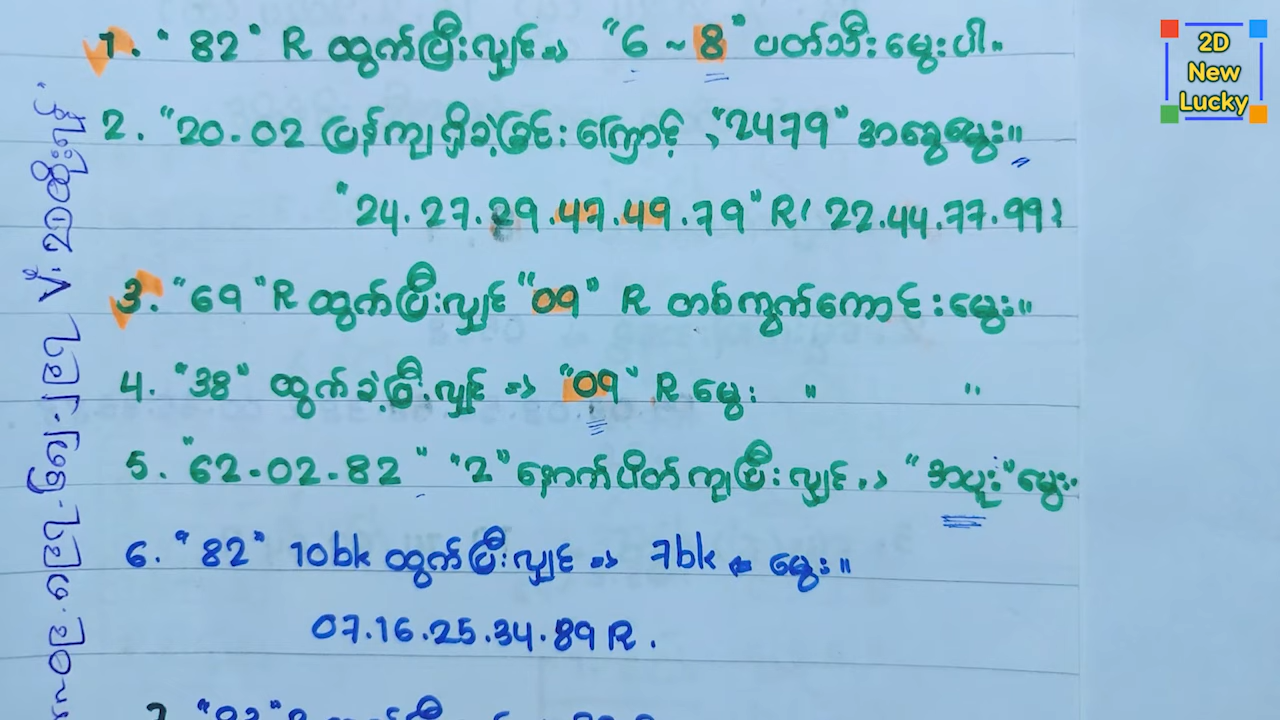 1. "82" R ထွက်ပြီးလျှင် => "6 ~ 8" ပတ်သီးမွေးပါ။
2. "20.02 ပြန်ကျရှိခဲ့ခြင်းကြောင့်, "2479" အခွေမွေး။
"24.27.29.47.49.79" R ( 22.44.77.99 )
3. "69" R ထွက်ပြီးလျှင် "09" R တစ်ကွက်ကောင်းမွေး။
4. "38" ထွက်ခဲ့ပြီးလျှင် => "09" R မွေး " "
5. "62-02-82" "2" နောက်ပိတ်ကျပြီးလျှင် => "အပူး" မွေး။
6. "82" 10bk ထွက်ပြီးလျှင် => 7bk မွေး။
07.16.25.34.89 R.
2D
New
Lucky